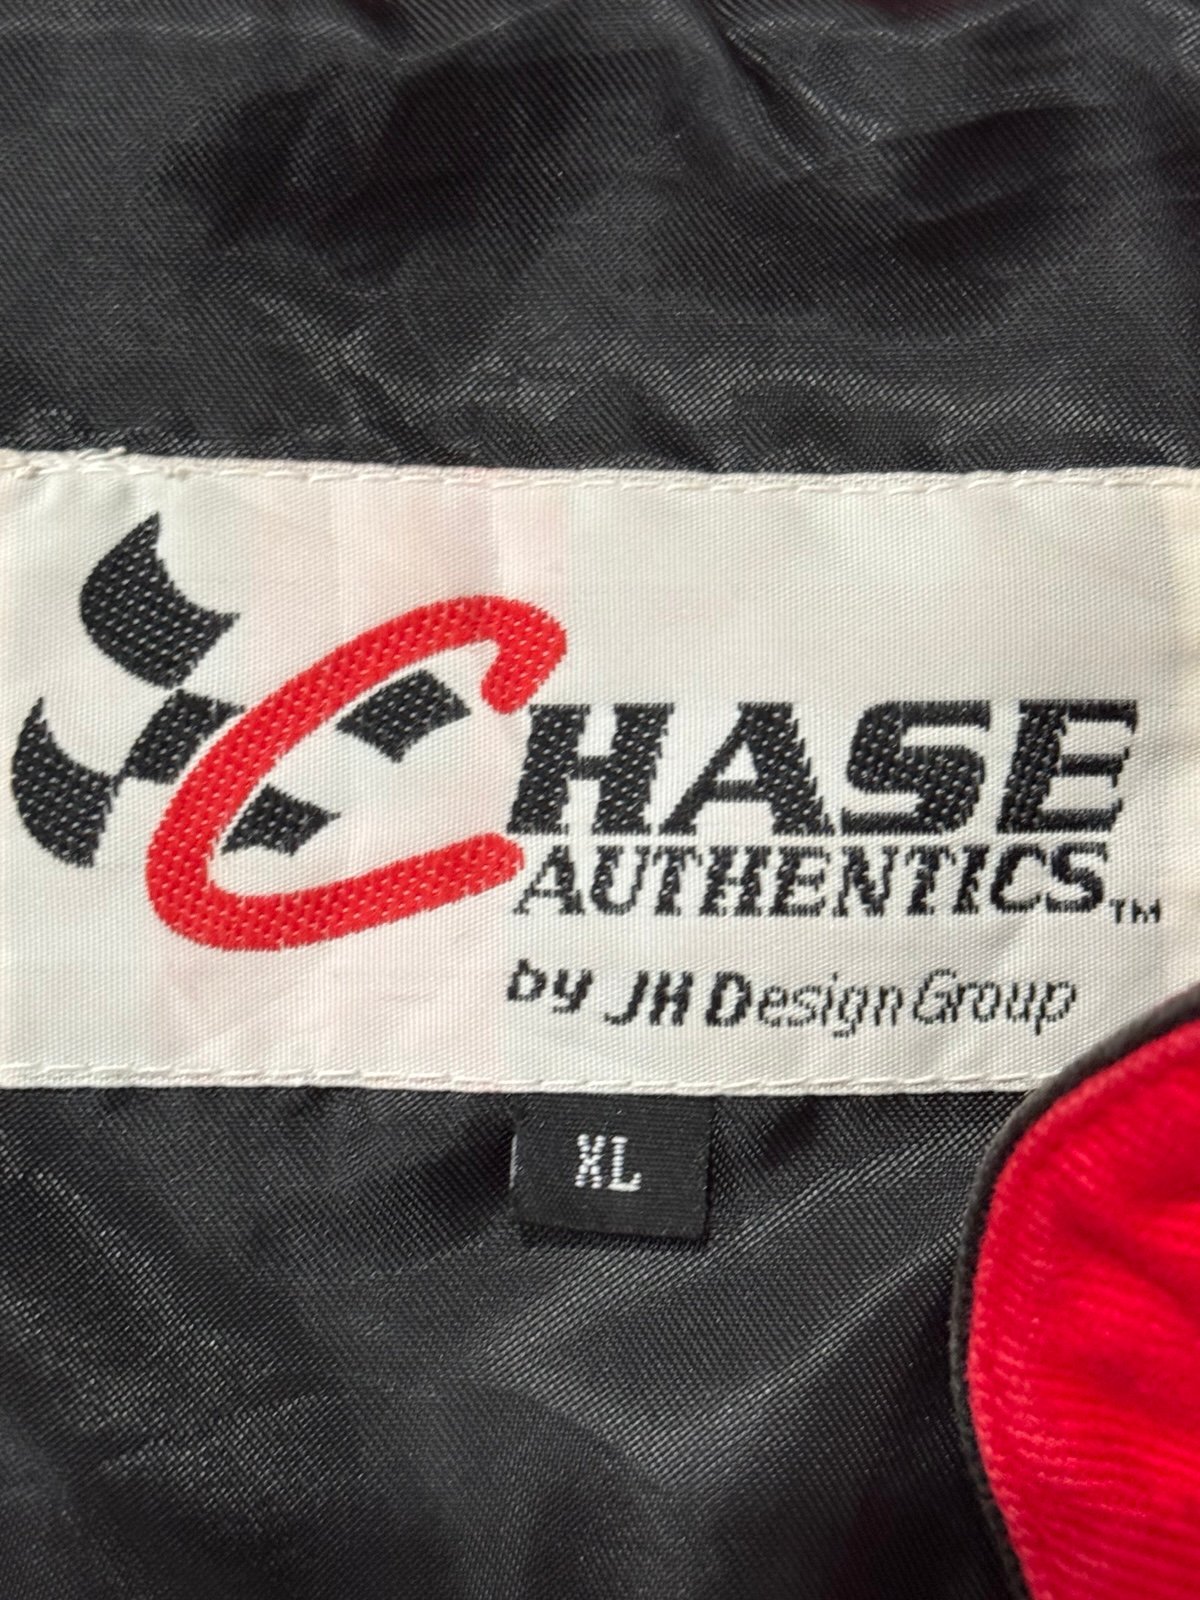 CHASE
AUTHENTICS™
by JH Design Group
XL